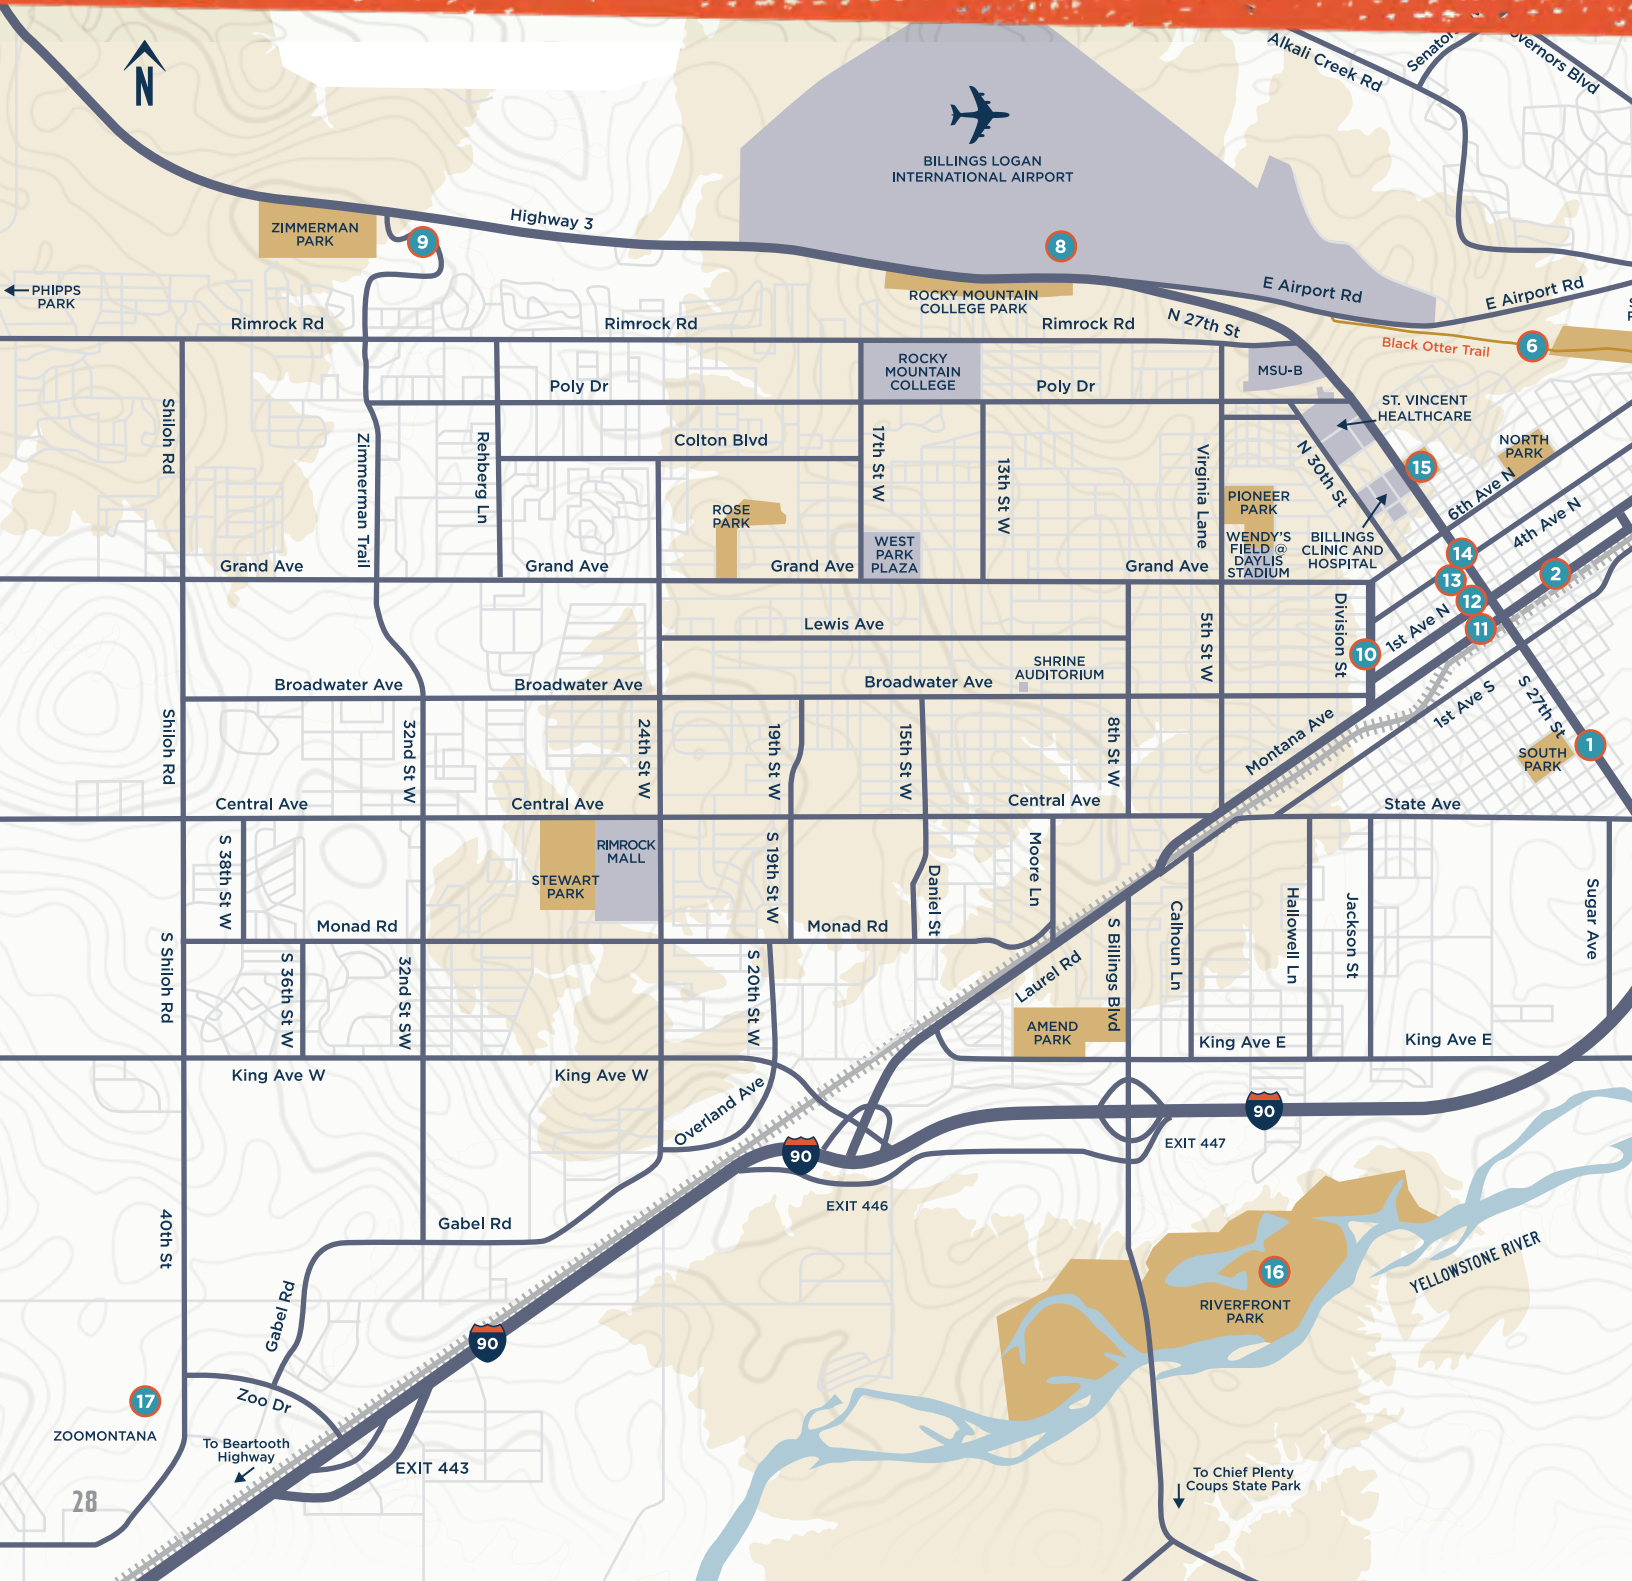 Alkali Creek Rd
Senator
overnors Blvd
N
BILLINGS LOGAN
INTERNATIONAL AIRPORT
ZIMMERMAN
PARK
9
Highway 3
8
PHIPPS
PARK
E Airport Rd
E Airport Rd
ROCKY MOUNTAIN
COLLEGE PARK
Rimrock Rd
Rimrock Rd
Rimrock Rd
N 27th St
Black Otter Trail
6
ROCKY
MOUNTAIN
COLLEGE
MSU-B
Poly Dr
Poly Dr
ST. VINCENT
HEALTHCARE
Shiloh Rd
Zimmerman Trail
Rehberg Ln
Colton Blvd
17th St W
13th St W
Virginia Lane
N 30th St
NORTH
PARK
15
6th Ave N
4th Ave N
ROSE
PARK
PIONEER
PARK
WENDY'S
FIELD @
DAYLIS
STADIUM
BILLINGS
CLINIC AND
HOSPITAL
WEST
PARK
PLAZA
Grand Ave
Grand Ave
Grand Ave
Grand Ave
14
13
12
11
2
10
1st Ave N
Division St
5th St W
Lewis Ave
SHRINE
AUDITORIUM
Broadwater Ave
Broadwater Ave
Broadwater Ave
1st Ave S
S 27th St
1
SOUTH
PARK
Montana Ave
Shiloh Rd
32nd St W
24th St W
19th St W
15th St W
8th St W
Central Ave
Central Ave
Central Ave
State Ave
S 38th St W
RIMROCK
MALL
STEWART
PARK
S 19th St W
Daniel St
Moore Ln
Calhoun Ln
Hallowell Ln
Jackson St
Sugar Ave
Monad Rd
Monad Rd
S Shiloh Rd
S 36th St W
32nd St SW
S 20th St W
Laurel Rd
S Billings Blvd
AMEND
PARK
King Ave E
King Ave E
King Ave W
King Ave W
Overland Ave
90
90
EXIT 447
EXIT 446
40th St
Gabel Rd
Gabel Rd
90
16
RIVERFRONT
PARK
YELLOWSTONE RIVER
17
ZOOMONTANA
Zoo Dr
To Beartooth
Highway
EXIT 443
To Chief Plenty
Coups State Park
28